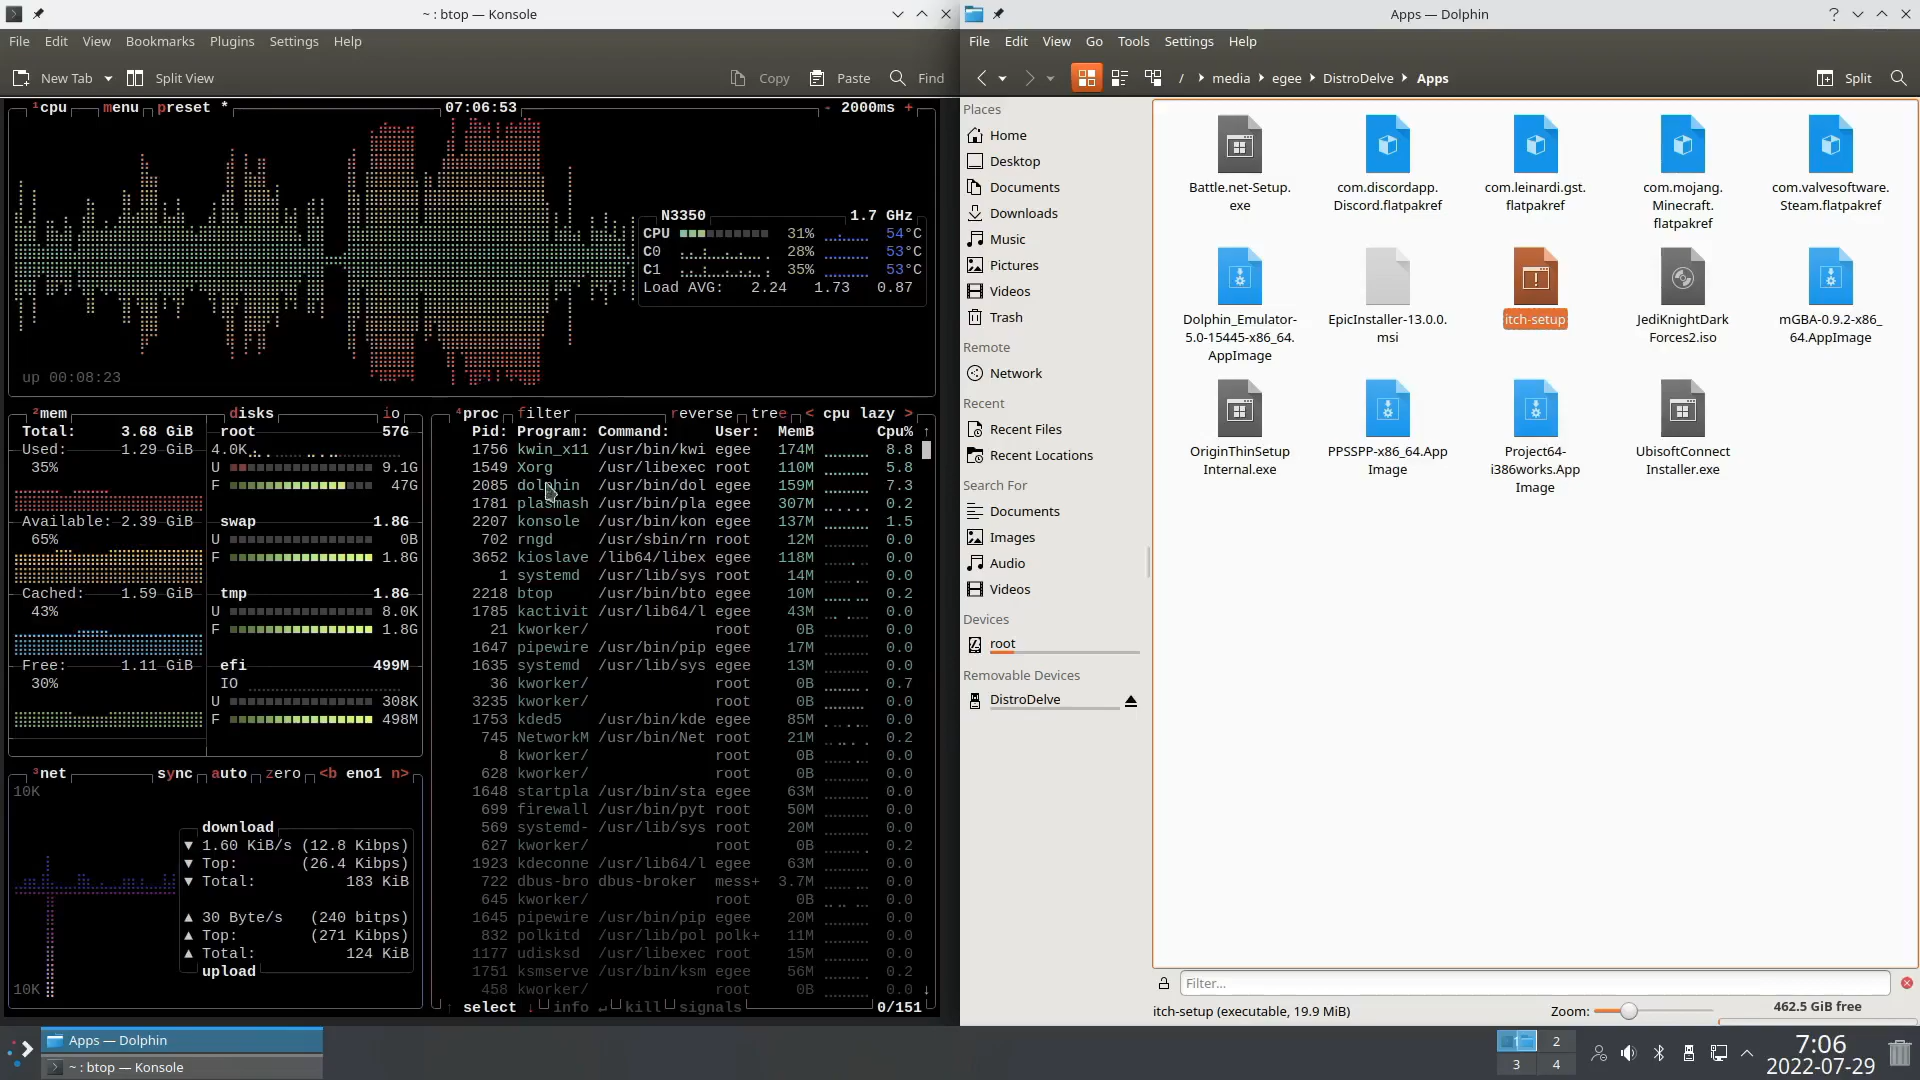 ~ : btop — Konsole
File Edit View Bookmarks Plugins Settings Help
New Tab Split View Copy Paste Find
¹cpu menu preset * 07:06:53 - 2000ms +
N3350 1.7 GHz
CPU 31% 54°C
C0 28% 53°C
C1 35% 53°C
Load AVG: 2.24 1.73 0.87
up 00:08:23
²mem disks io
Total: 3.68 GiB root 57G
Used: 1.29 GiB 4.0K
35% U 9.1G
F 47G
Available: 2.39 GiB swap 1.8G
65% U 0B
F 1.8G
Cached: 1.59 GiB tmp 1.8G
43% U 8.0K
F 1.8G
Free: 1.11 GiB efi 499M
30% IO
U 308K
F 498M
³net sync auto zero <b eno1 n>
10K
download
▼ 1.60 KiB/s (12.8 Kibps)
▼ Top: (26.4 Kibps)
▼ Total: 183 KiB
▲ 30 Byte/s (240 bitps)
▲ Top: (271 Kibps)
▲ Total: 124 KiB
upload
10K
⁴proc filter reverse tree < cpu lazy >
Pid: Program: Command: User: MemB Cpu% ↑
1756 kwin_x11 /usr/bin/kwi egee 174M 8.8
1549 Xorg /usr/libexec root 110M 5.8
2085 dolphin /usr/bin/dol egee 159M 7.3
1781 plasmash /usr/bin/pla egee 307M 0.2
2207 konsole /usr/bin/kon egee 137M 1.5
702 rngd /usr/sbin/rn root 12M 0.0
3652 kioslave /lib64/libex egee 118M 0.0
1 systemd /usr/lib/sys root 14M 0.0
2218 btop /usr/bin/bto egee 10M 0.2
1785 kactivit /usr/lib64/l egee 43M 0.0
21 kworker/ root 0B 0.0
1647 pipewire /usr/bin/pip egee 17M 0.0
1635 systemd /usr/lib/sys egee 13M 0.0
36 kworker/ root 0B 0.7
3235 kworker/ root 0B 0.0
1753 kded5 /usr/bin/kde egee 85M 0.0
745 NetworkM /usr/bin/Net root 21M 0.2
8 kworker/ root 0B 0.0
628 kworker/ root 0B 0.0
1648 startpla /usr/bin/sta egee 63M 0.0
699 firewall /usr/bin/pyt root 50M 0.0
569 systemd- /usr/lib/sys root 20M 0.0
627 kworker/ root 0B 0.2
1923 kdeconne /usr/lib64/l egee 63M 0.0
722 dbus-bro dbus-broker mess+ 3.7M 0.0
645 kworker/ root 0B 0.0
1645 pipewire /usr/bin/pip egee 20M 0.0
832 polkitd /usr/lib/pol polk+ 11M 0.0
1177 udisksd /usr/libexec root 15M 0.0
1751 ksmserve /usr/bin/ksm egee 56M 0.2
458 kworker/ root 0B 0.0 ↓
↑ select ↓ info ↵ kill signals 0/151
Apps — Dolphin
File Edit View Go Tools Settings Help
/ media egee DistroDelve Apps Split
Places
Home
Desktop
Documents
Downloads
Music
Pictures
Videos
Trash
Remote
Network
Recent
Recent Files
Recent Locations
Search For
Documents
Images
Audio
Videos
Devices
root
Removable Devices
DistroDelve
Battle.net-Setup.
exe
com.discordapp.
Discord.flatpakref
com.leinardi.gst.
flatpakref
com.mojang.
Minecraft.
flatpakref
com.valvesoftware.
Steam.flatpakref
Dolphin_Emulator-
5.0-15445-x86_64.
AppImage
EpicInstaller-13.0.0.
msi
itch-setup
JediKnightDark
Forces2.iso
mGBA-0.9.2-x86_
64.AppImage
OriginThinSetup
Internal.exe
PPSSPP-x86_64.App
Image
Project64-
i386works.App
Image
UbisoftConnect
Installer.exe
Filter...
itch-setup (executable, 19.9 MiB) Zoom: 462.5 GiB free
Apps — Dolphin
~ : btop — Konsole
1 2
3 4
7:06
2022-07-29